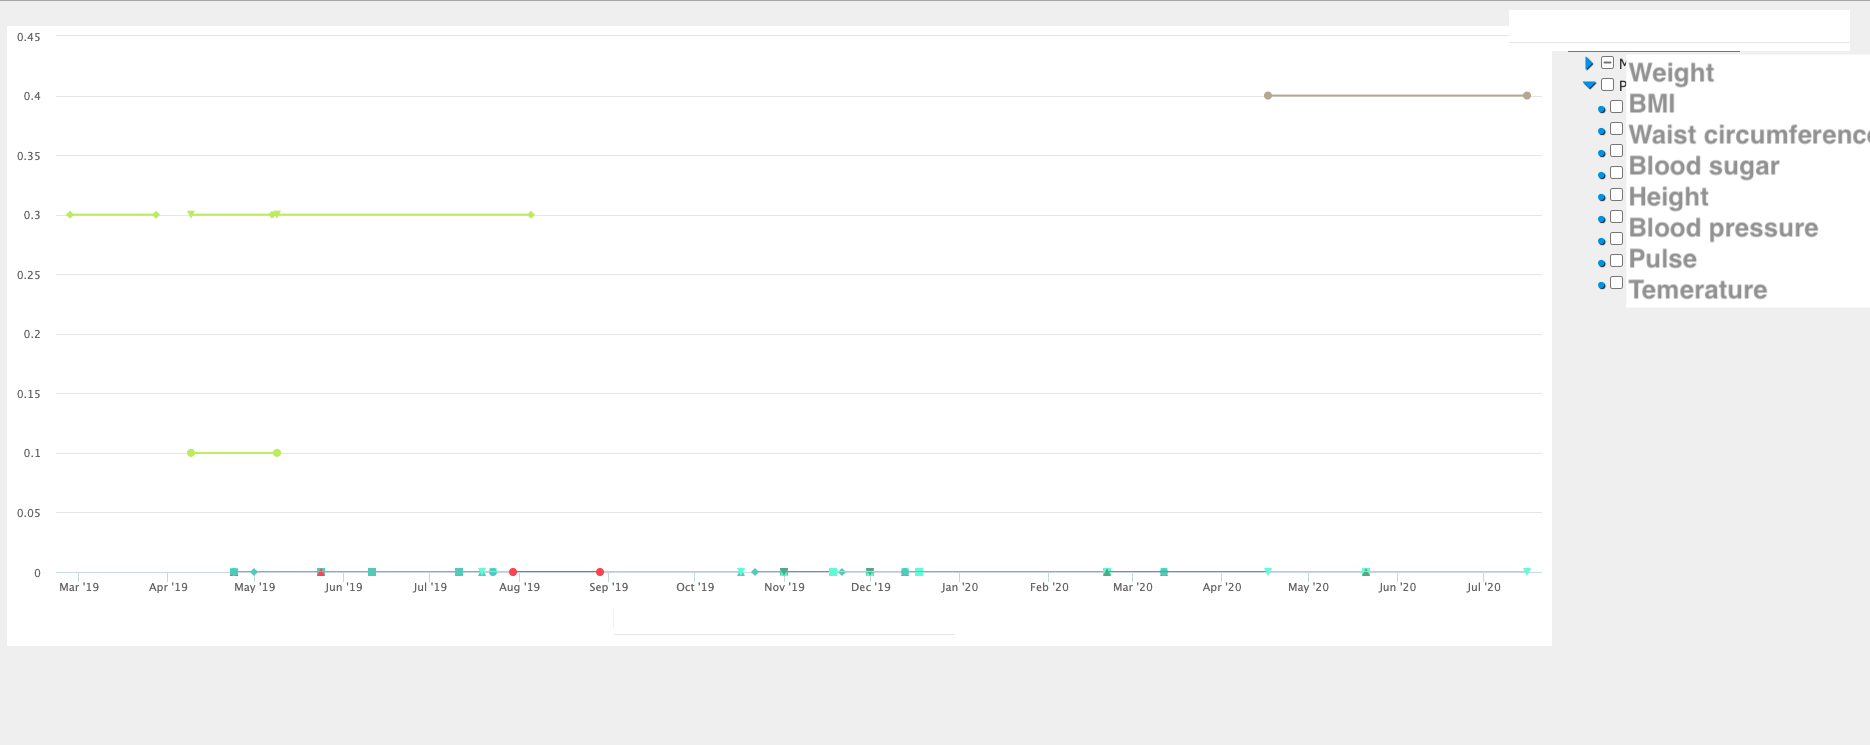 0.45
0.4
0.35
0.3
0.25
0.2
0.15
0.1
0.05
0
Mar '19 Apr '19 May '19 Jun '19 Jul '19 Aug '19 Sep '19 Oct '19 Nov '19 Dec '19 Jan '20 Feb '20 Mar '20 Apr '20 May '20 Jun '20 Jul '20
Weight
BMI
Waist circumference
Blood sugar
Height
Blood pressure
Pulse
Temerature